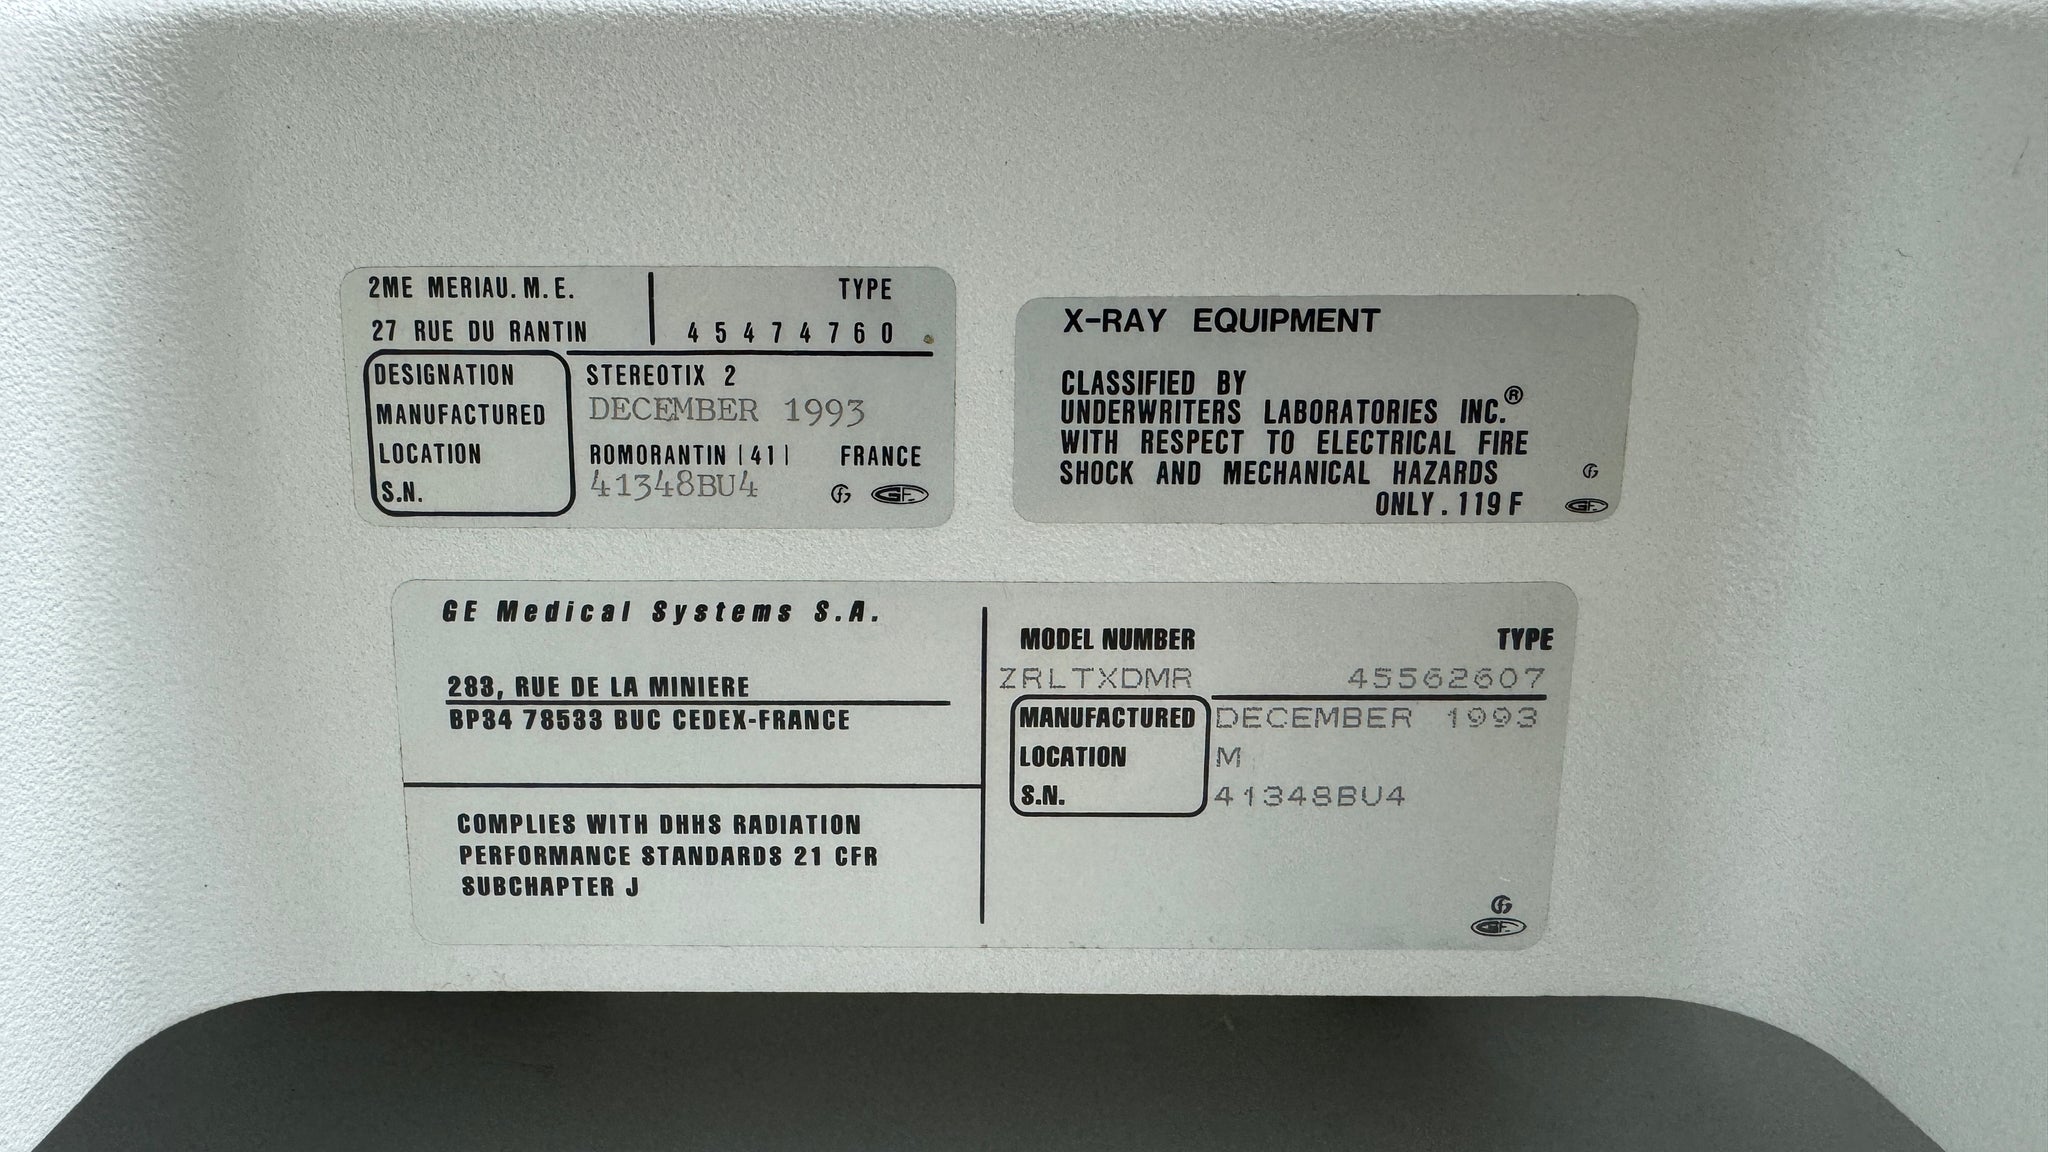 2ME MERIAU. M. E. TYPE
27 RUE DU RANTIN 45474760
DESIGNATION STEREOTIX 2
MANUFACTURED DECEMBER 1993
LOCATION ROMORANTIN |41| FRANCE
S.N. 41348BU4 GE
X-RAY EQUIPMENT
CLASSIFIED BY
UNDERWRITERS LABORATORIES INC.®
WITH RESPECT TO ELECTRICAL FIRE
SHOCK AND MECHANICAL HAZARDS
ONLY. 119 F
GE
GE Medical Systems S.A.
283, RUE DE LA MINIERE
BP34 78533 BUC CEDEX-FRANCE
COMPLIES WITH DHHS RADIATION
PERFORMANCE STANDARDS 21 CFR
SUBCHAPTER J
MODEL NUMBER TYPE
ZRLTXDMR 45562607
MANUFACTURED DECEMBER 1993
LOCATION M
S.N. 41348BU4
GE